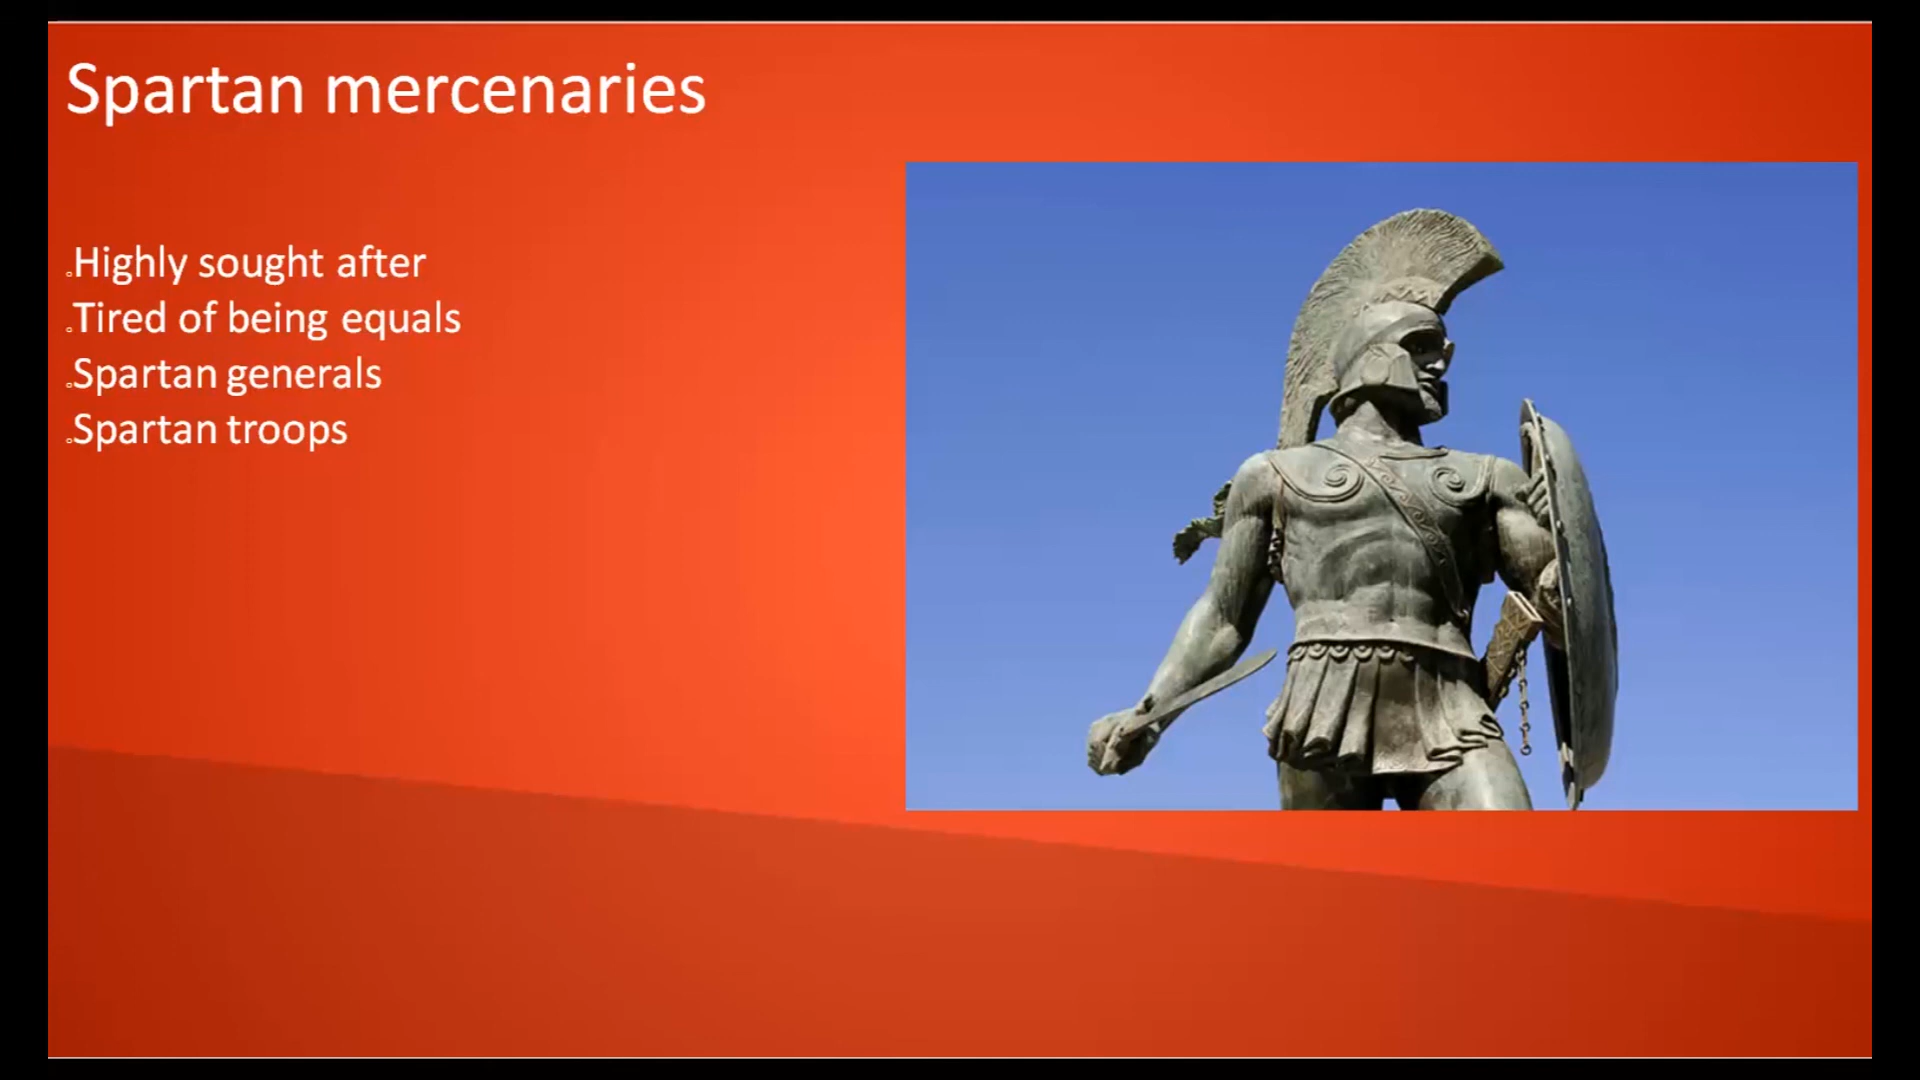 Spartan mercenaries
Highly sought after
Tired of being equals
Spartan generals
Spartan troops